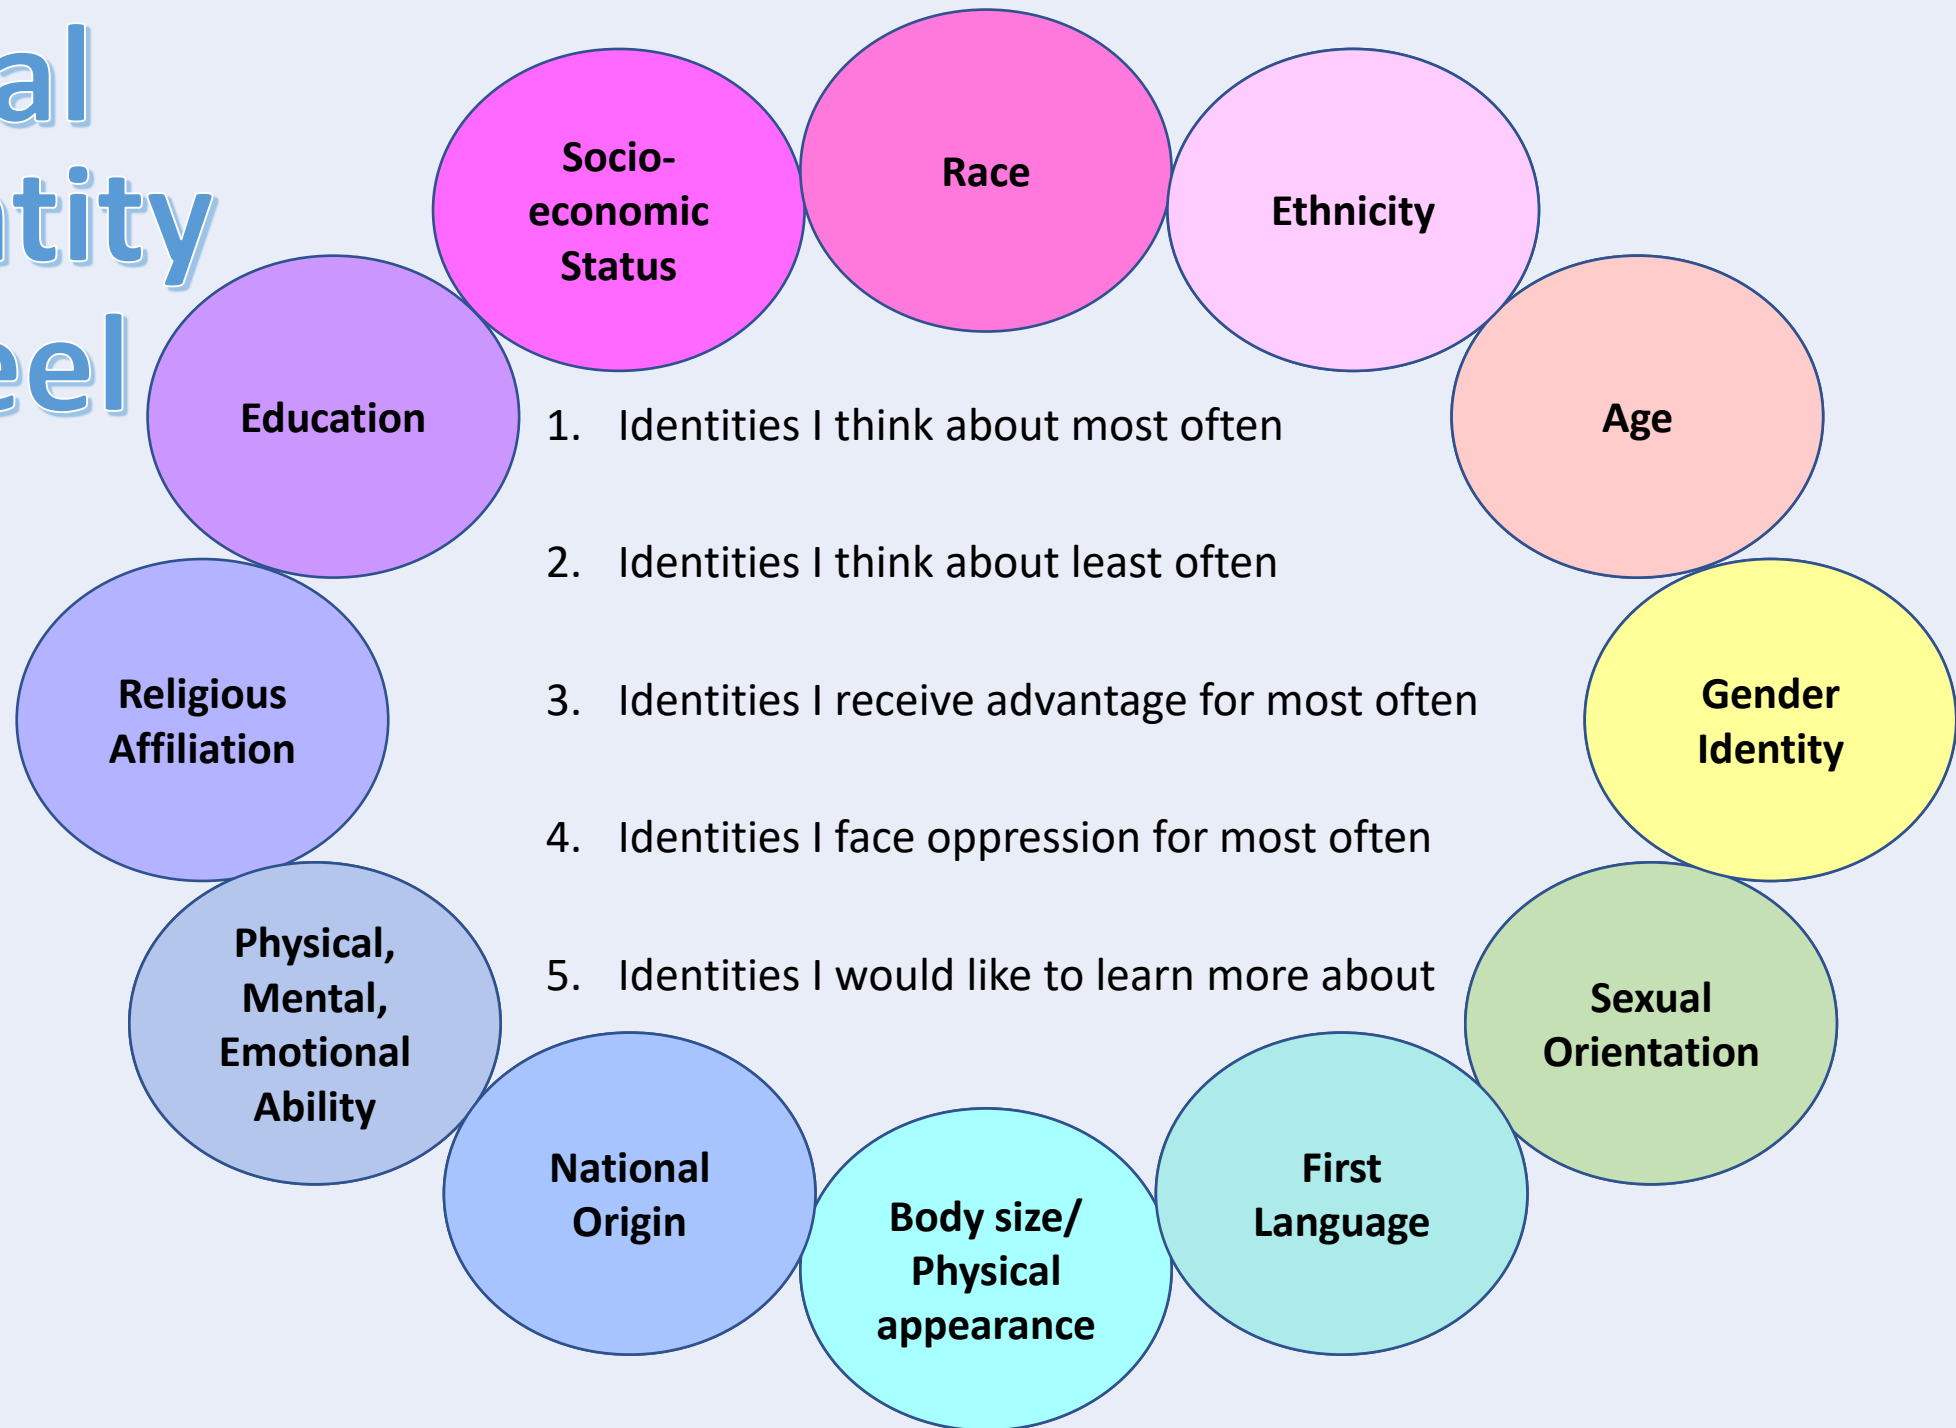 al
ntity
eel
Socio-
economic
Status
Race
Ethnicity
Education
Age
1. Identities I think about most often
2. Identities I think about least often
3. Identities I receive advantage for most often
4. Identities I face oppression for most often
5. Identities I would like to learn more about
Religious
Affiliation
Gender
Identity
Physical,
Mental,
Emotional
Ability
Sexual
Orientation
National
Origin
Body size/
Physical
appearance
First
Language